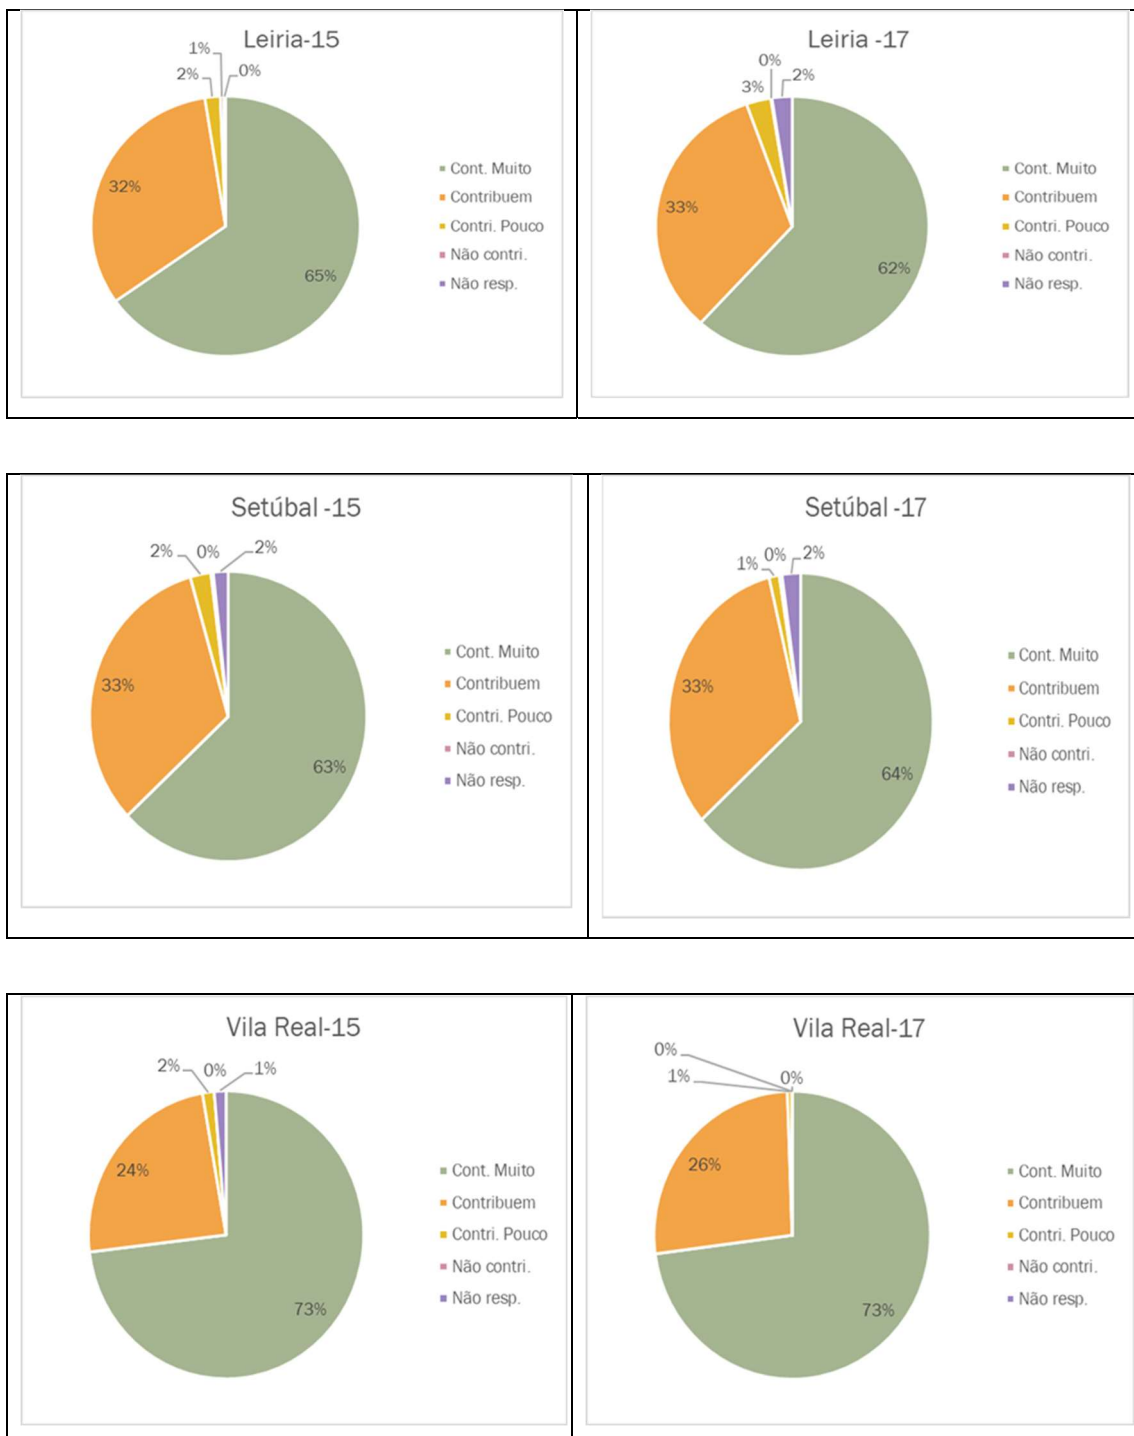 Leiria-15
1%
2%
0%
32%
65%
Cont. Muito
Contribuem
Contri. Pouco
Não contri.
Não resp.
Leiria -17
0%
3%
2%
33%
62%
Cont. Muito
Contribuem
Contri. Pouco
Não contri.
Não resp.
Setúbal -15
2%
0%
2%
33%
63%
Cont. Muito
Contribuem
Contri. Pouco
Não contri.
Não resp.
Setúbal -17
1%
0%
2%
33%
64%
Cont. Muito
Contribuem
Contri. Pouco
Não contri.
Não resp.
Vila Real-15
2%
0%
1%
24%
73%
Cont. Muito
Contribuem
Contri. Pouco
Não contri.
Não resp.
Vila Real-17
0%
1%
0%
26%
73%
Cont. Muito
Contribuem
Contri. Pouco
Não contri.
Não resp.